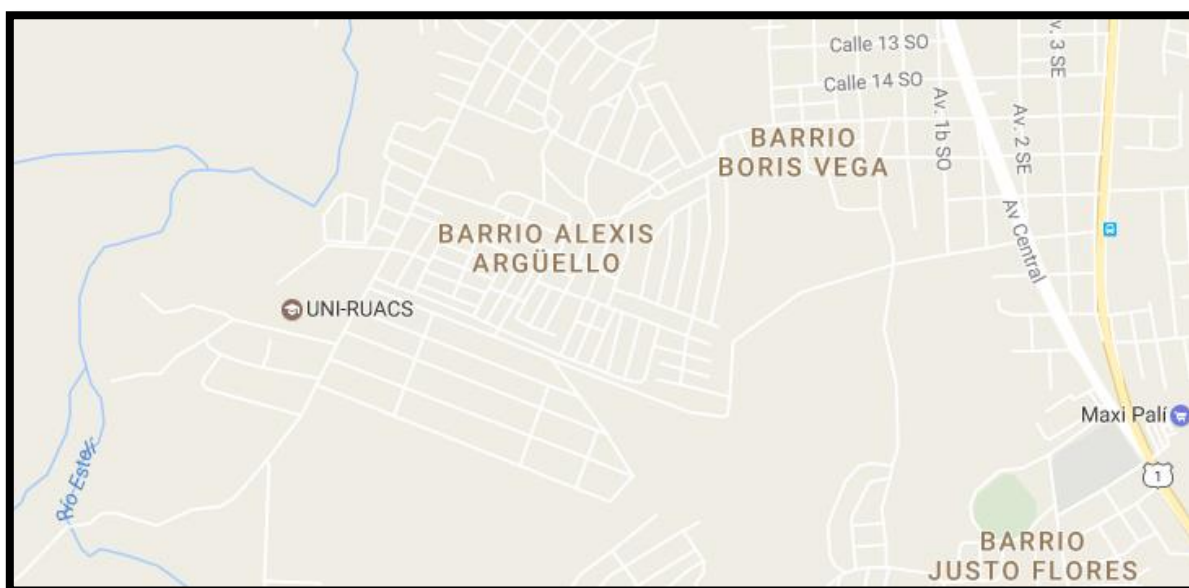 Calle 13 SO
Calle 14 SO
Av. 3 SE
Av. 1b SO
Av. 2 SE
BARRIO
BORIS VEGA
Av Central
BARRIO ALEXIS
ARGÜELLO
UNI-RUACS
Maxi Palí
Río Estelí
1
BARRIO
JUSTO FLORES